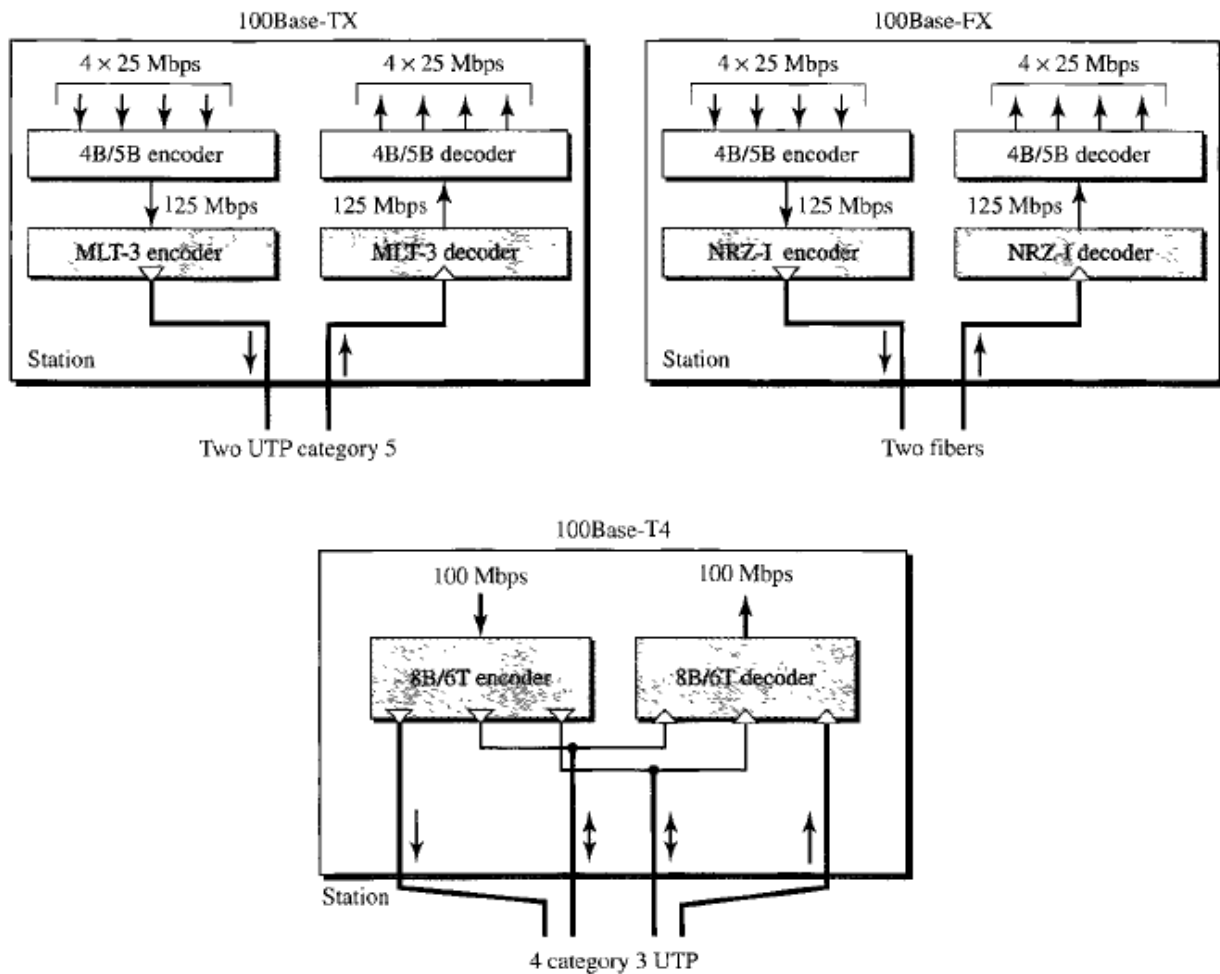 100Base-TX
4 × 25 Mbps
4 × 25 Mbps
4B/5B encoder
4B/5B decoder
125 Mbps
125 Mbps
MLT-3 encoder
MLT-3 decoder
Station
Two UTP category 5
100Base-FX
4 × 25 Mbps
4 × 25 Mbps
4B/5B encoder
4B/5B decoder
125 Mbps
125 Mbps
NRZ-I encoder
NRZ-I decoder
Station
Two fibers
100Base-T4
100 Mbps
100 Mbps
8B/6T encoder
8B/6T decoder
Station
4 category 3 UTP